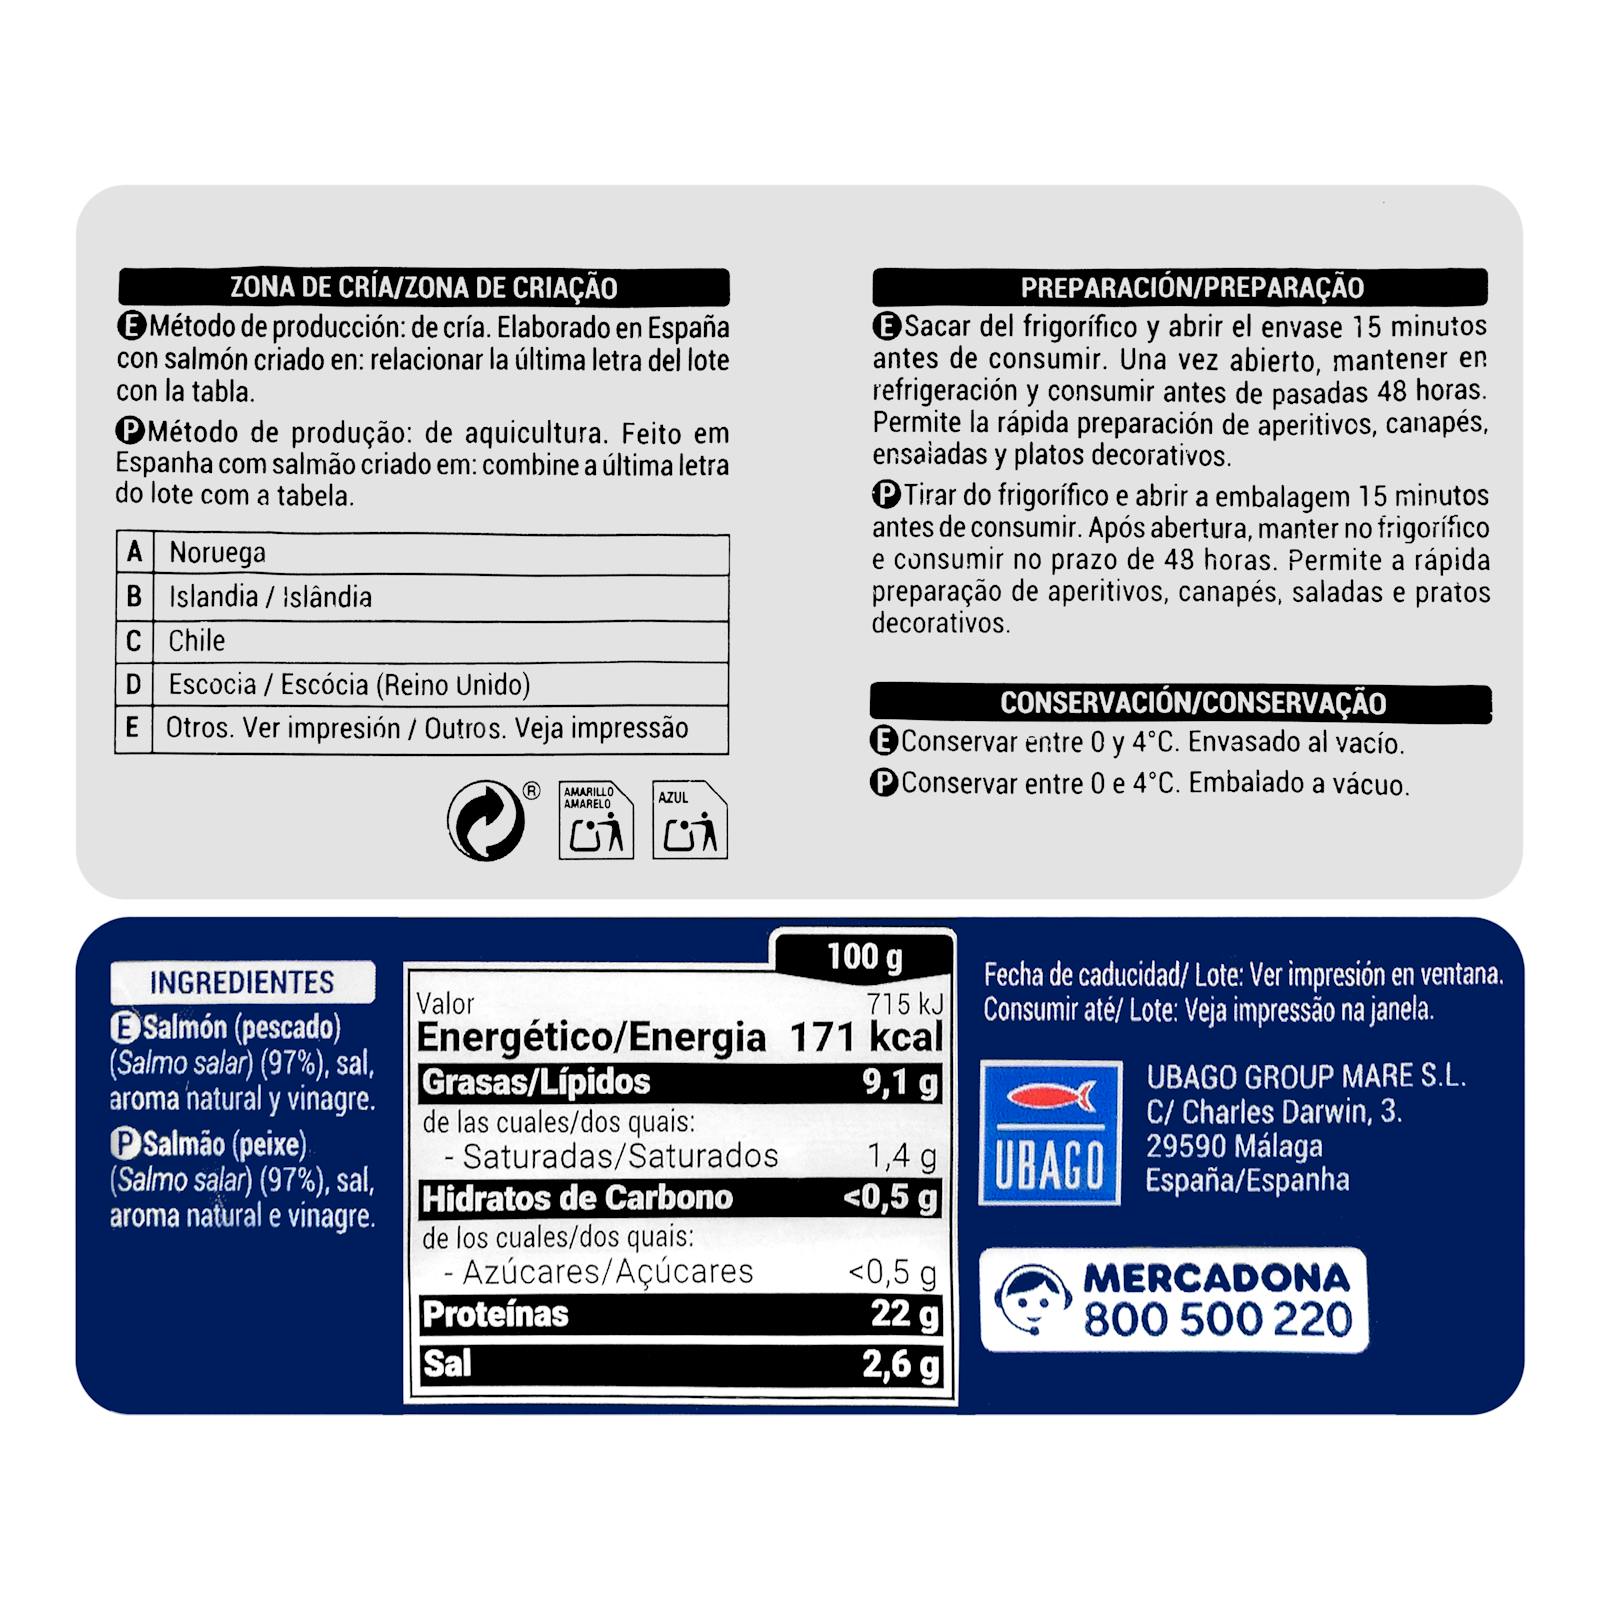 ZONA DE CRÍA/ZONA DE CRIAÇÃO
E Método de producción: de cría. Elaborado en España
con salmón criado en: relacionar la última letra del lote
con la tabla.
P Método de produção: de aquicultura. Feito em
Espanha com salmão criado em: combine a última letra
do lote com a tabela.
A Noruega
B Islandia / Islândia
C Chile
D Escocia / Escócia (Reino Unido)
E Otros. Ver impresión / Outros. Veja impressão
®
AMARILLO
AMARELO
AZUL
PREPARACIÓN/PREPARAÇÃO
E Sacar del frigorífico y abrir el envase 15 minutos
antes de consumir. Una vez abierto, mantener en
refrigeración y consumir antes de pasadas 48 horas.
Permite la rápida preparación de aperitivos, canapés,
ensaladas y platos decorativos.
P Tirar do frigorífico e abrir a embalagem 15 minutos
antes de consumir. Após abertura, manter no frigorífico
e consumir no prazo de 48 horas. Permite a rápida
preparação de aperitivos, canapés, saladas e pratos
decorativos.
CONSERVACIÓN/CONSERVAÇÃO
E Conservar entre 0 y 4°C. Envasado al vacío.
P Conservar entre 0 e 4°C. Embalado a vácuo.
INGREDIENTES
E Salmón (pescado)
(Salmo salar) (97%), sal,
aroma natural y vinagre.
P Salmão (peixe)
(Salmo salar) (97%), sal,
aroma natural e vinagre.
100 g
Valor 715 kJ
Energético/Energia 171 kcal
Grasas/Lípidos 9,1 g
de las cuales/dos quais:
- Saturadas/Saturados 1,4 g
Hidratos de Carbono <0,5 g
de los cuales/dos quais:
- Azúcares/Açúcares <0,5 g
Proteínas 22 g
Sal 2,6 g
Fecha de caducidad/ Lote: Ver impresión en ventana.
Consumir até/ Lote: Veja impressão na janela.
UBAGO
UBAGO GROUP MARE S.L.
C/ Charles Darwin, 3.
29590 Málaga
España/Espanha
MERCADONA
800 500 220